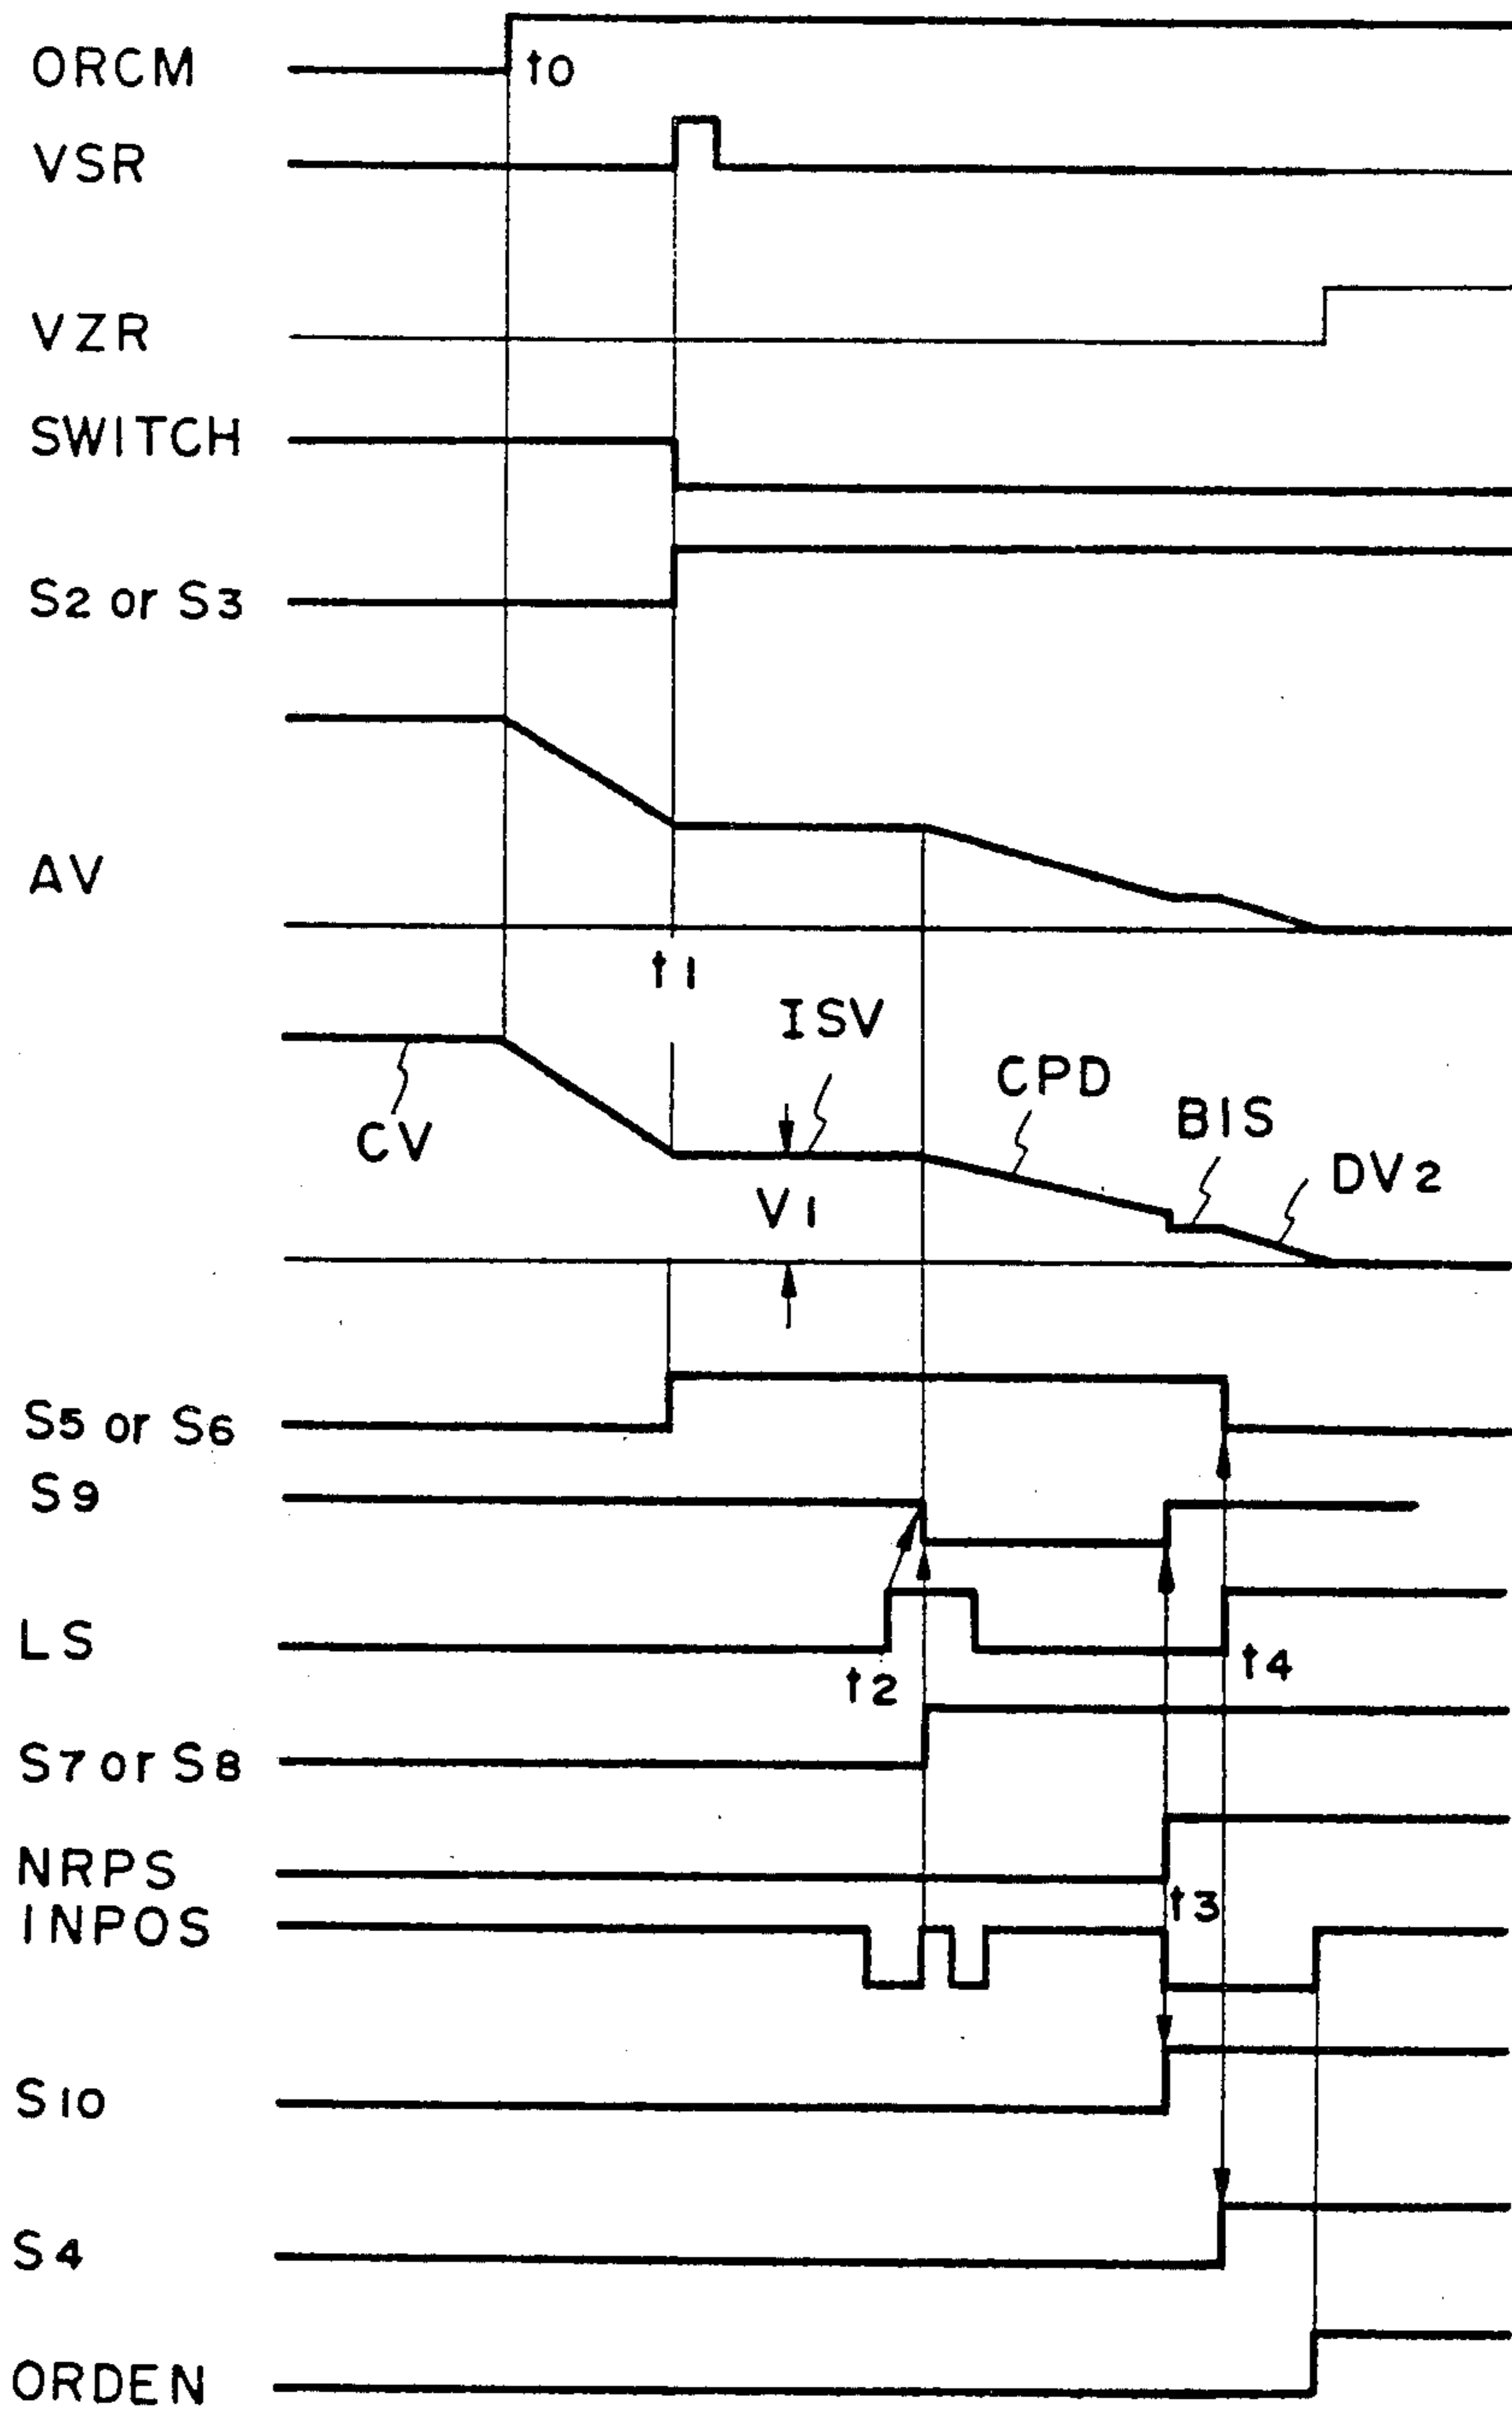 ORCM
t0
VSR
VZR
SWITCH
S2 or S3
AV
t1
ISV
CPD
BIS
CV
DV2
V1
S5 or S6
S9
LS
t2
t4
S7 or S8
NRPS
t3
INPOS
S10
S4
ORDEN